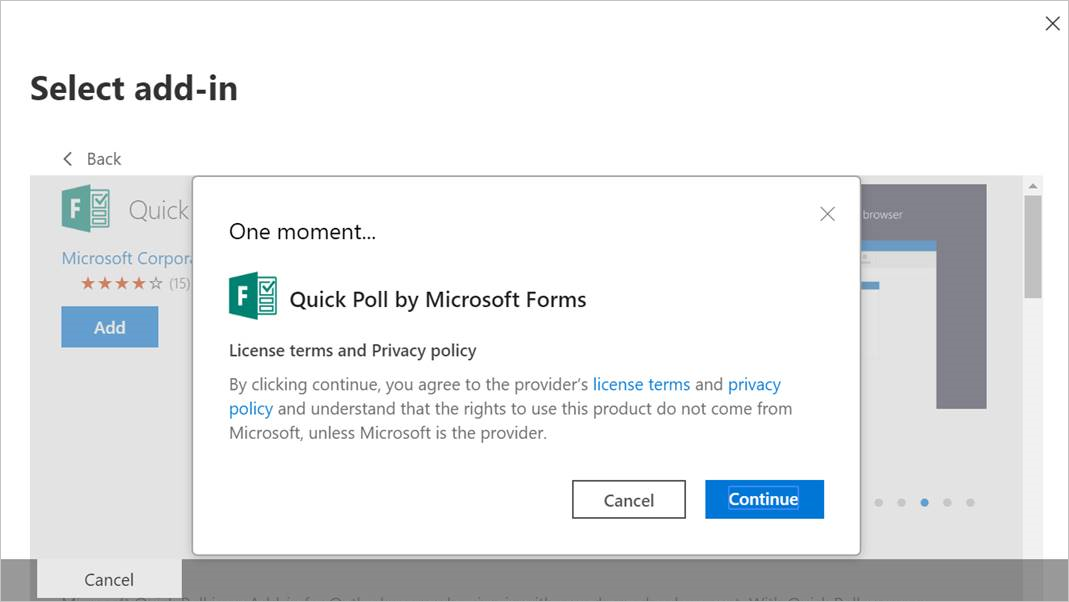 Select add-in
Back
Quick
Microsoft Corpor
(15)
Add
browser
One moment...
F
Quick Poll by Microsoft Forms
License terms and Privacy policy
By clicking continue, you agree to the provider's license terms and privacy
policy and understand that the rights to use this product do not come from
Microsoft, unless Microsoft is the provider.
Cancel
Continue
Cancel